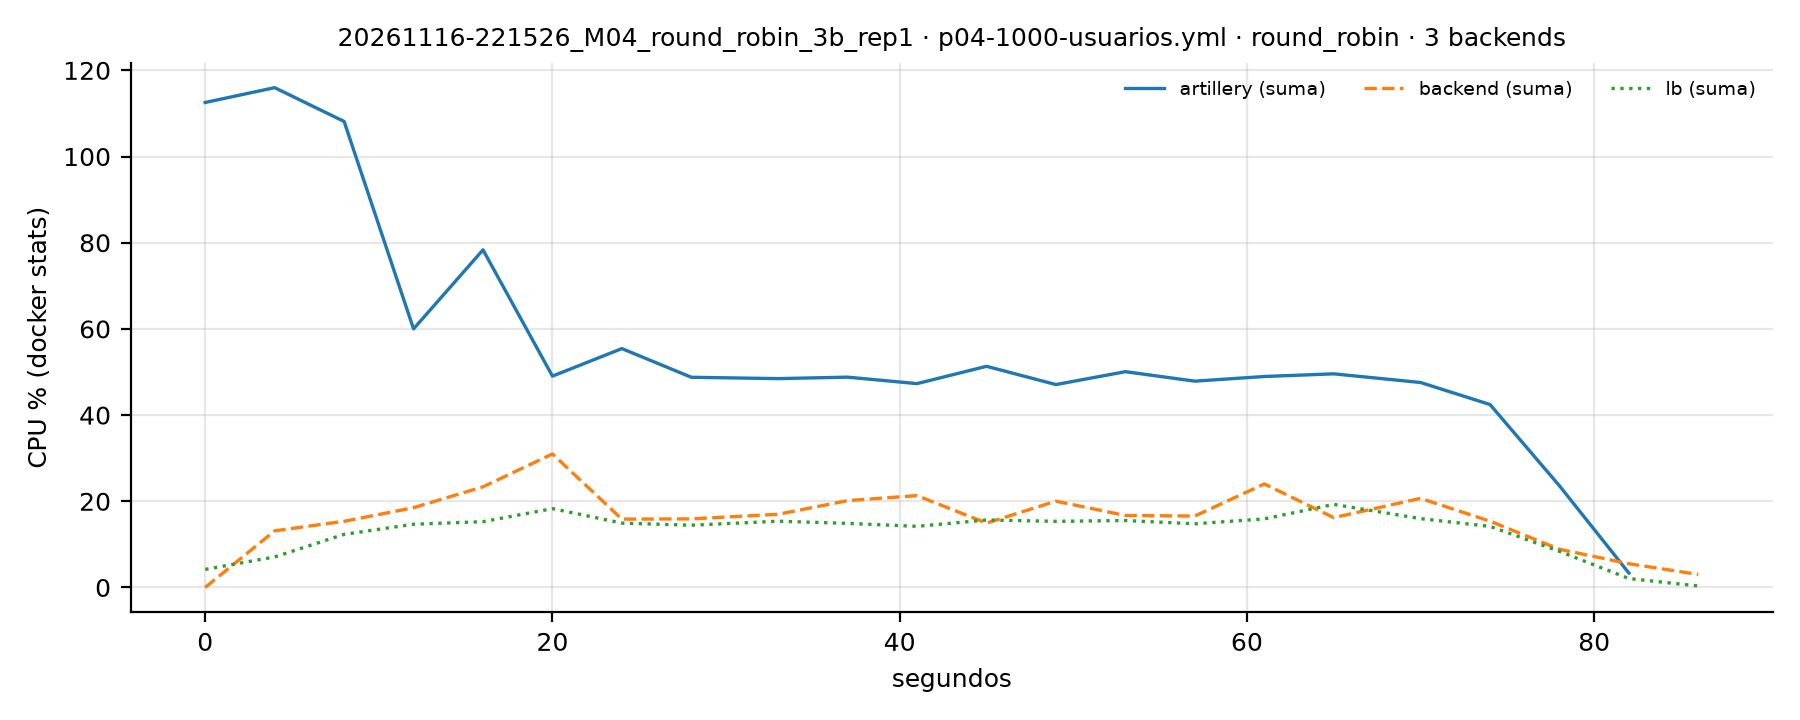 20261116-221526_M04_round_robin_3b_rep1 · p04-1000-usuarios.yml · round_robin · 3 backends
artillery (suma) backend (suma) lb (suma)
CPU % (docker stats)
120
100
80
60
40
20
0
0 20 40 60 80
segundos